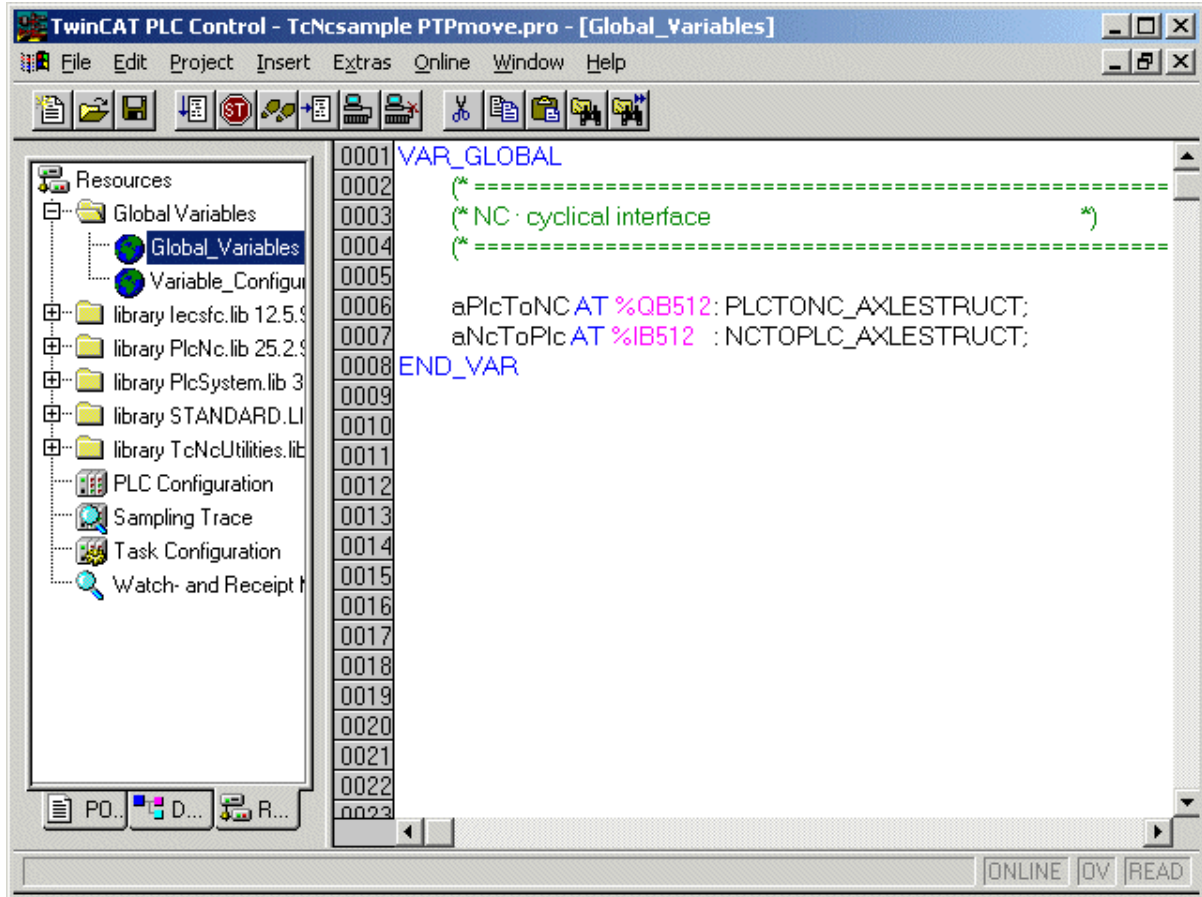 TwinCAT PLC Control - TcNcsample PTPmove.pro - [Global_Variables]
File Edit Project Insert Extras Online Window Help
Resources
Global Variables
Global_Variables
Variable_Configur
library Iecsfc.lib 12.5.9
library PlcNc.lib 25.2.9
library PlcSystem.lib 3
library STANDARD.LI
library TcNcUtilities.lib
PLC Configuration
Sampling Trace
Task Configuration
Watch- and Receipt M
PO.. D... R...
0001 VAR_GLOBAL
0002 (* =====================================================
0003 (* NC · cyclical interface *)
0004 (* =====================================================
0005
0006 aPlcToNC AT %QB512: PLCTONC_AXLESTRUCT;
0007 aNcToPlc AT %IB512 : NCTOPLC_AXLESTRUCT;
0008 END_VAR
0009
0010
0011
0012
0013
0014
0015
0016
0017
0018
0019
0020
0021
0022
0023
ONLINE OV READ